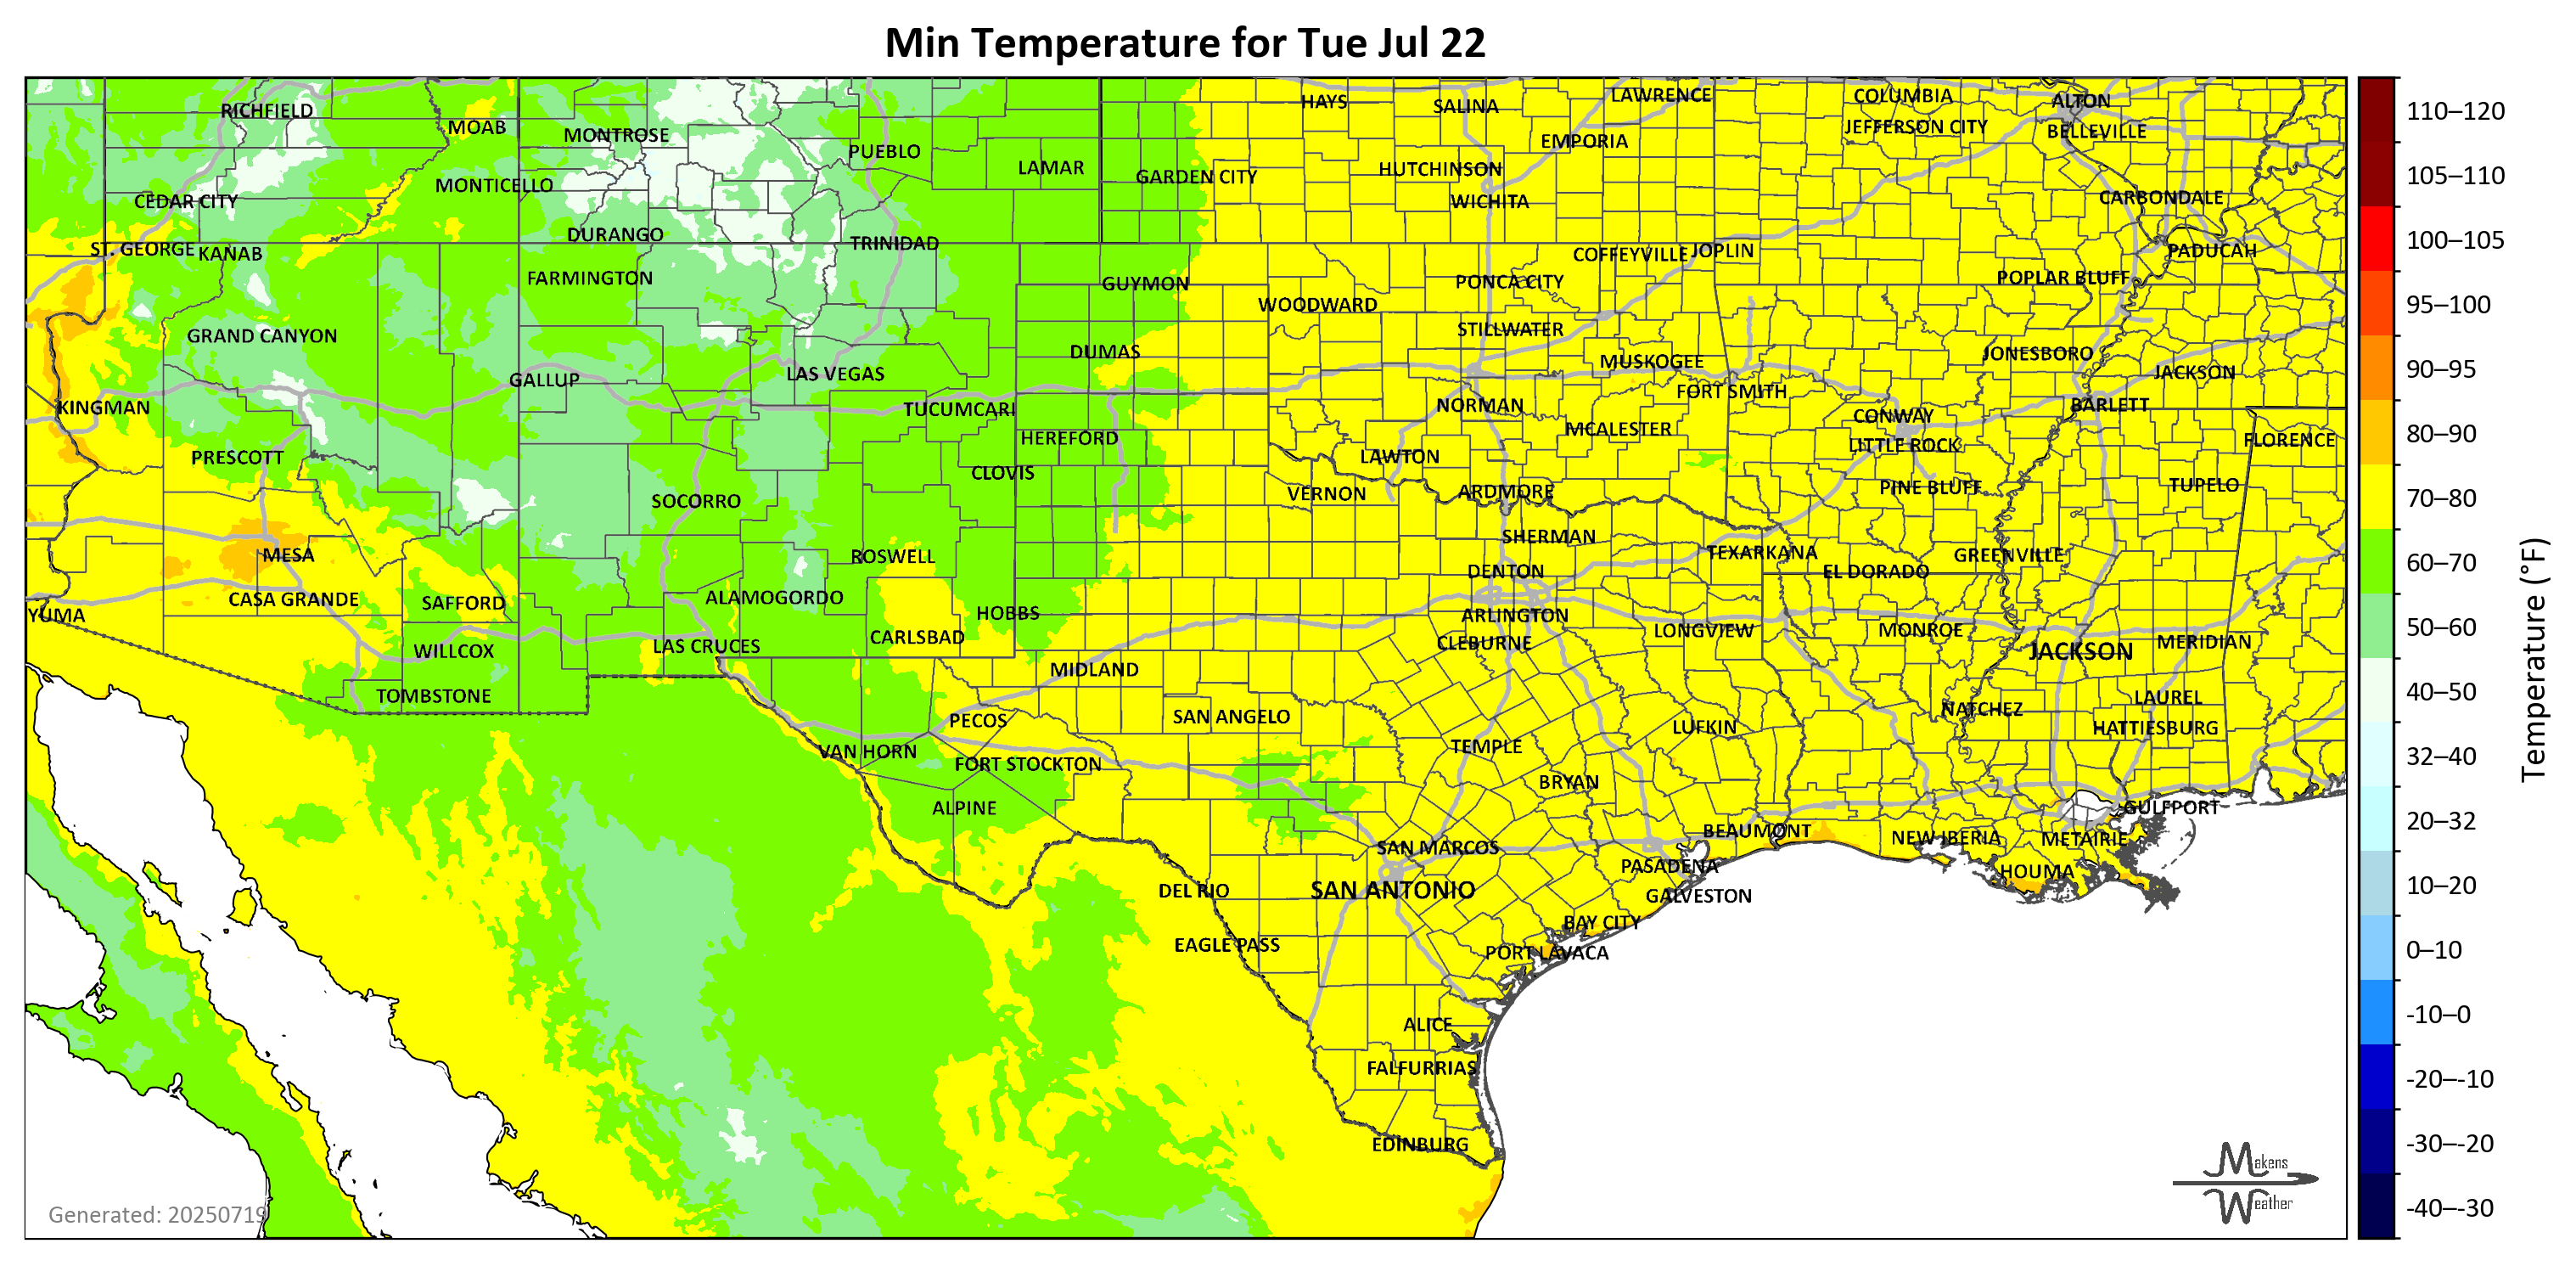 Min Temperature for Tue Jul 22
HAYS
SALINA
LAWRENCE
COLUMBIA
ALTON
RICHFIELD
MOAB
MONTROSE
EMPORIA
JEFFERSON CITY
BELLEVILLE
PUEBLO
LAMAR
GARDEN CITY
HUTCHINSON
MONTICELLO
CEDAR CITY
WICHITA
CARBONDALE
DURANGO
TRINIDAD
ST. GEORGE
KANAB
COFFEYVILLE
JOPLIN
PADUCAH
FARMINGTON
GUYMON
PONCA CITY
POPLAR BLUFF
WOODWARD
GRAND CANYON
STILLWATER
DUMAS
MUSKOGEE
JONESBORO
GALLUP
LAS VEGAS
JACKSON
FORT SMITH
KINGMAN
TUCUMCARI
NORMAN
CONWAY
BARLETT
HEREFORD
MCALESTER
LITTLE ROCK
FLORENCE
PRESCOTT
CLOVIS
LAWTON
SOCORRO
VERNON
ARDMORE
PINE BLUFF
TUPELO
MESA
ROSWELL
SHERMAN
TEXARKANA
GREENVILLE
CASA GRANDE
SAFFORD
ALAMOGORDO
DENTON
EL DORADO
YUMA
HOBBS
ARLINGTON
WILLCOX
LAS CRUCES
CARLSBAD
CLEBURNE
LONGVIEW
MONROE
JACKSON
MERIDIAN
MIDLAND
TOMBSTONE
LAUREL
PECOS
SAN ANGELO
NATCHEZ
VAN HORN
TEMPLE
LUFKIN
HATTIESBURG
FORT STOCKTON
BRYAN
ALPINE
GULFPORT
SAN MARCOS
BEAUMONT
NEW IBERIA
METAIRIE
PASADENA
HOUMA
DEL RIO
SAN ANTONIO
GALVESTON
EAGLE PASS
BAY CITY
PORT LAVACA
ALICE
FALFURRIAS
EDINBURG
Generated: 20250719
Makens
Weather
110–120
105–110
100–105
95–100
90–95
80–90
70–80
60–70
50–60
40–50
32–40
20–32
10–20
0–10
-10–0
-20–-10
-30–-20
-40–-30
Temperature (°F)